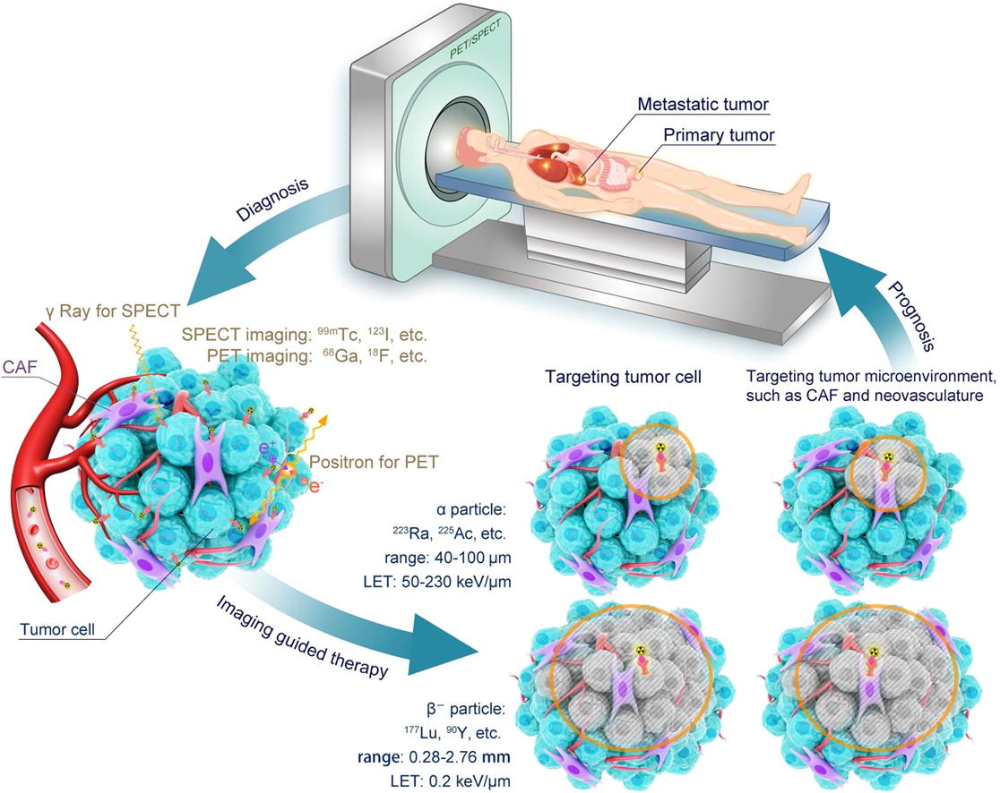 PET/SPECT
Metastatic tumor
Primary tumor
Diagnosis
Prognosis
γ Ray for SPECT
SPECT imaging: ⁹⁹ᵐTc, ¹²³I, etc.
PET imaging: ⁶⁸Ga, ¹⁸F, etc.
CAF
e⁺
e⁻
Positron for PET
Tumor cell
Imaging guided therapy
Targeting tumor cell
Targeting tumor microenvironment,
such as CAF and neovasculature
α particle:
²²³Ra, ²²⁵Ac, etc.
range: 40-100 μm
LET: 50-230 keV/μm
β⁻ particle:
¹⁷⁷Lu, ⁹⁰Y, etc.
range: 0.28-2.76 mm
LET: 0.2 keV/μm